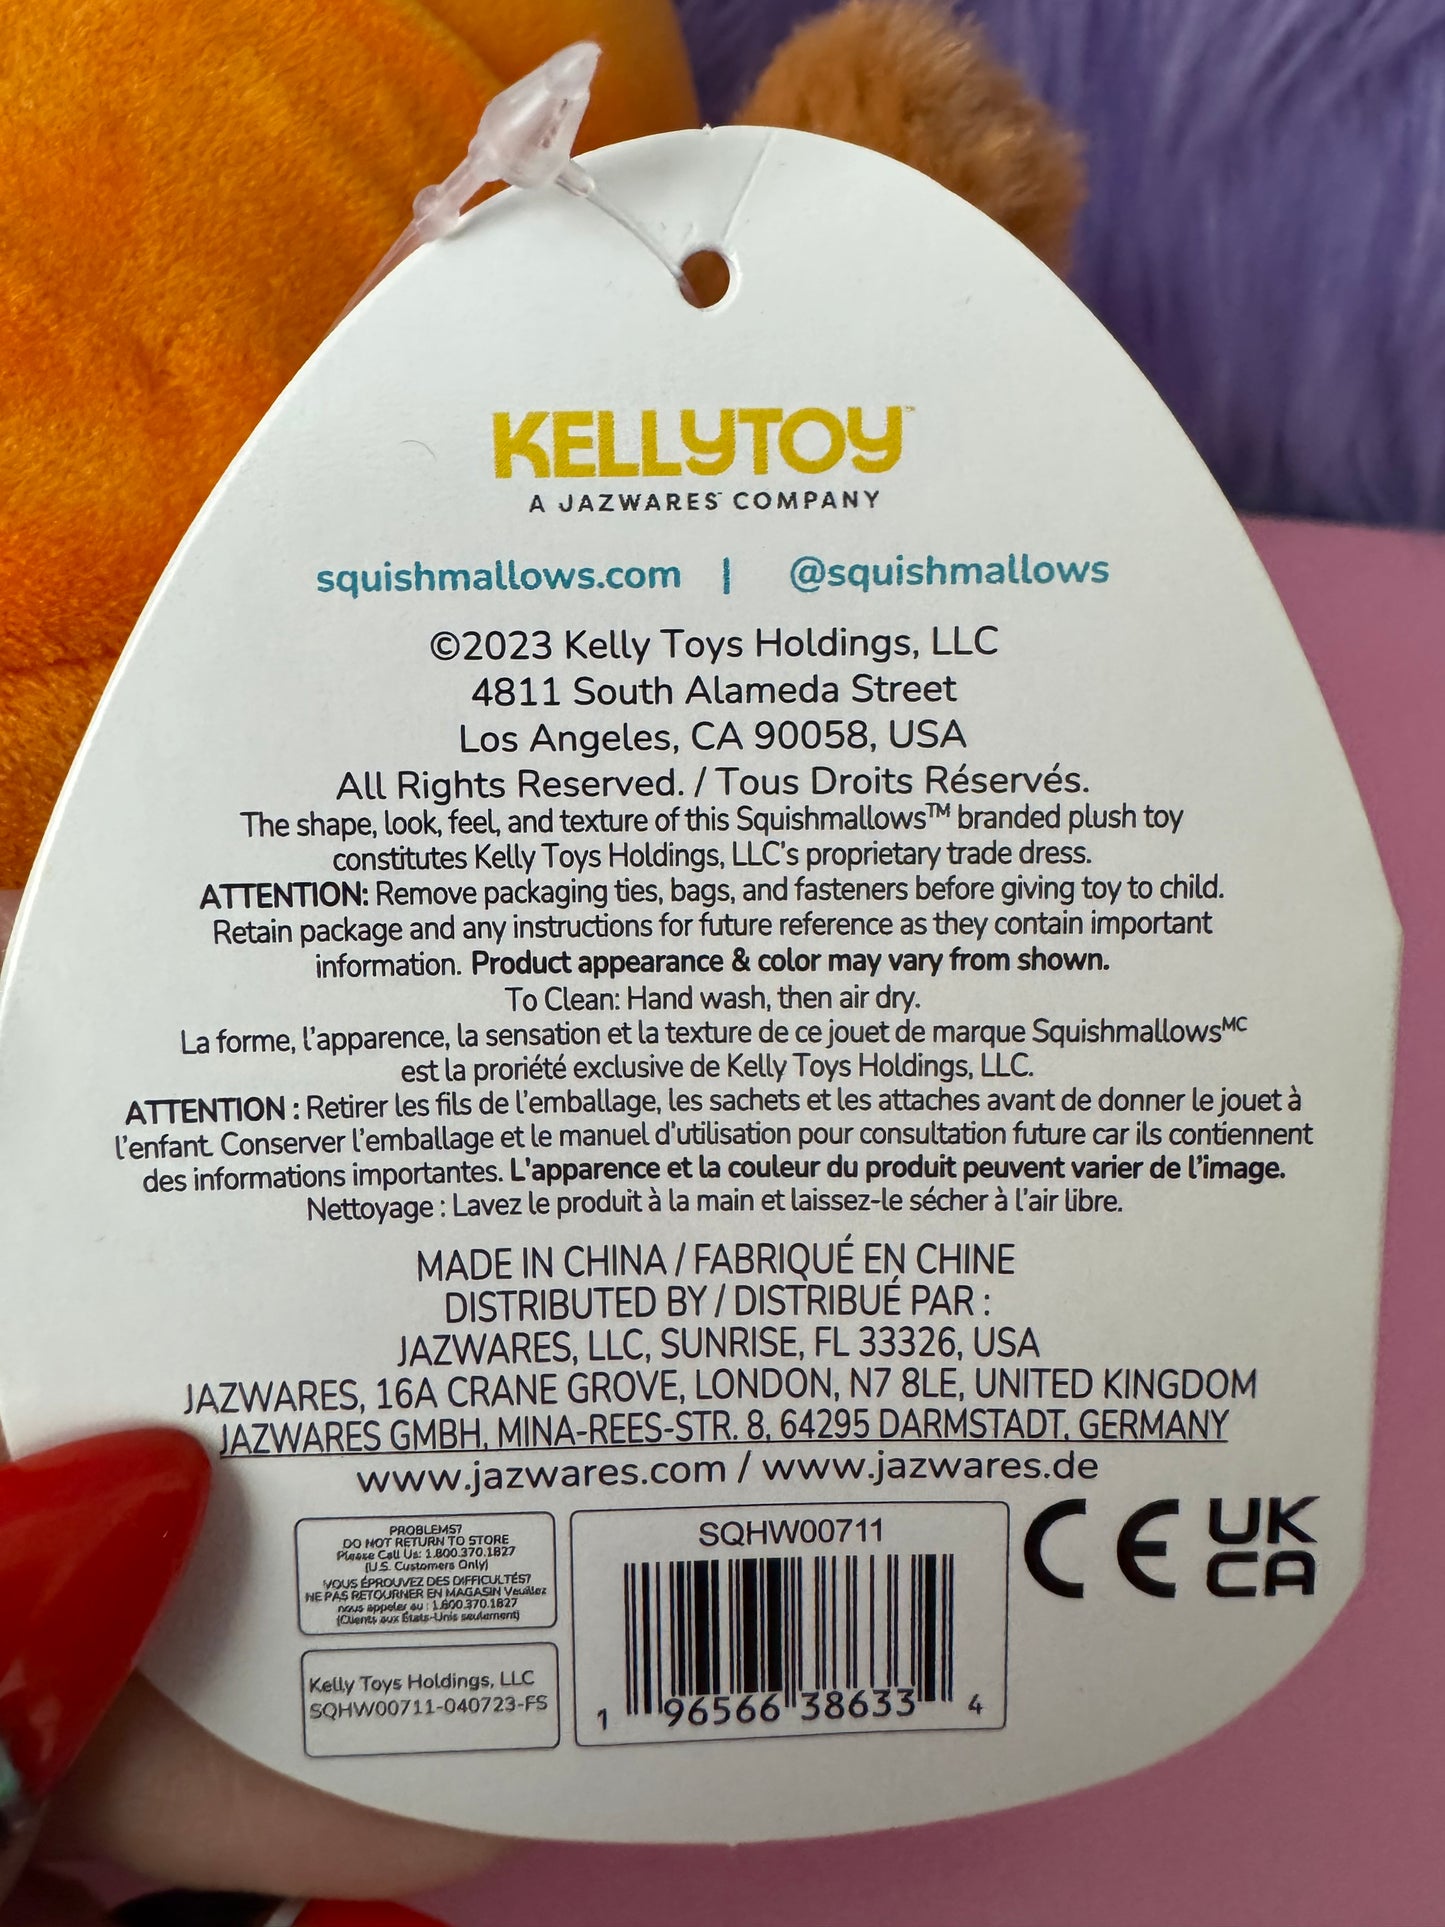 KELLYTOY™
A JAZWARES™ COMPANY
squishmallows.com | @squishmallows
©2023 Kelly Toys Holdings, LLC
4811 South Alameda Street
Los Angeles, CA 90058, USA
All Rights Reserved. / Tous Droits Réservés.
The shape, look, feel, and texture of this Squishmallows™ branded plush toy
constitutes Kelly Toys Holdings, LLC's proprietary trade dress.
ATTENTION: Remove packaging ties, bags, and fasteners before giving toy to child.
Retain package and any instructions for future reference as they contain important
information. Product appearance & color may vary from shown.
To Clean: Hand wash, then air dry.
La forme, l'apparence, la sensation et la texture de ce jouet de marque Squishmallowsᴹᶜ
est la proriété exclusive de Kelly Toys Holdings, LLC.
ATTENTION : Retirer les fils de l'emballage, les sachets et les attaches avant de donner le jouet à
l'enfant. Conserver l'emballage et le manuel d'utilisation pour consultation future car ils contiennent
des informations importantes. L'apparence et la couleur du produit peuvent varier de l'image.
Nettoyage : Lavez le produit à la main et laissez-le sécher à l'air libre.
MADE IN CHINA / FABRIQUÉ EN CHINE
DISTRIBUTED BY / DISTRIBUÉ PAR :
JAZWARES, LLC, SUNRISE, FL 33326, USA
JAZWARES, 16A CRANE GROVE, LONDON, N7 8LE, UNITED KINGDOM
JAZWARES GMBH, MINA-REES-STR. 8, 64295 DARMSTADT, GERMANY
www.jazwares.com / www.jazwares.de
PROBLEMS?
DO NOT RETURN TO STORE
Please Call Us: 1.800.370.1827
(U.S. Customers Only)
VOUS ÉPROUVEZ DES DIFFICULTÉS?
NE PAS RETOURNER EN MAGASIN Veuillez
nous appeler au : 1.800.370.1827
(Clients aux États-Unis seulement)
Kelly Toys Holdings, LLC
SQHW00711-040723-FS
SQHW00711
1 96566 38633 4
CE UK
CA